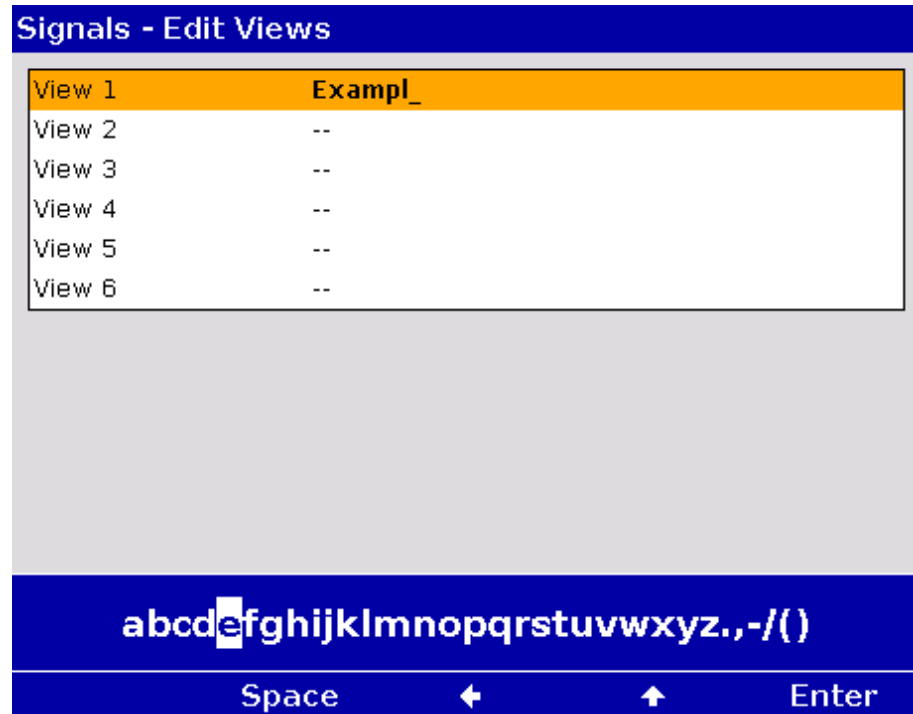 Signals - Edit Views
View 1 Exampl_
View 2 --
View 3 --
View 4 --
View 5 --
View 6 --
abcdefghijklmnopqrstuvwxyz.,-/()
Space ← ↑ Enter